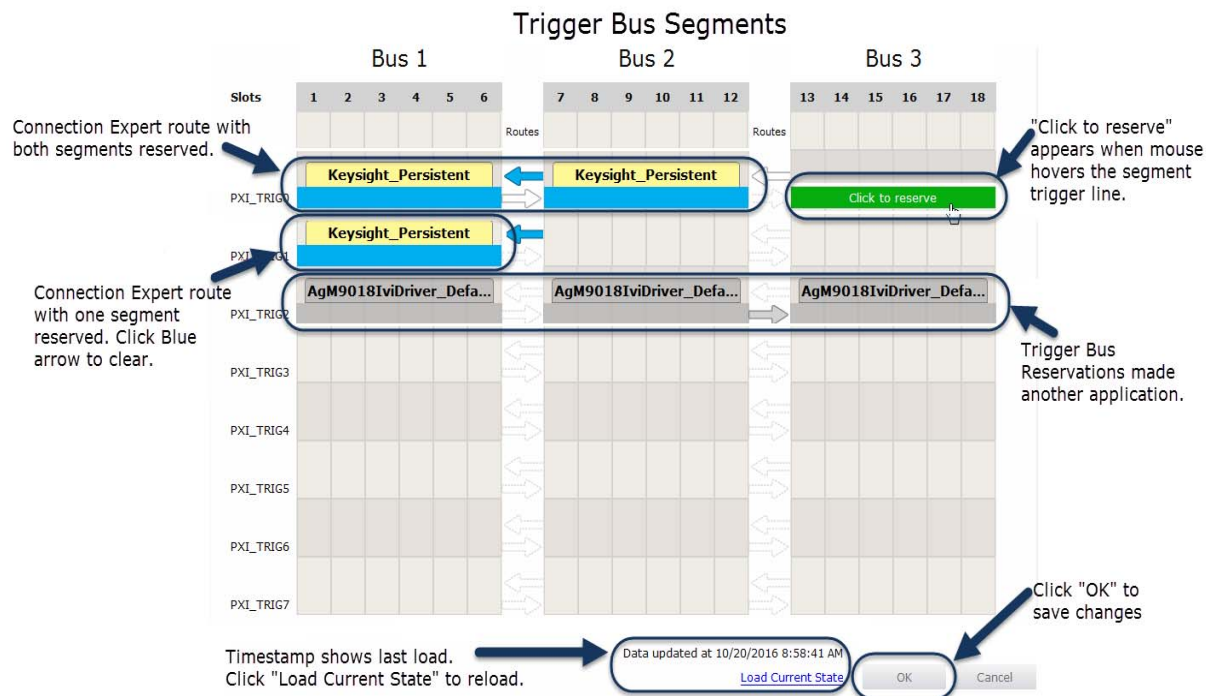 Trigger Bus Segments
Bus 1 Bus 2 Bus 3
Slots 1 2 3 4 5 6 7 8 9 10 11 12 13 14 15 16 17 18
Routes Routes
Connection Expert route with
both segments reserved.
"Click to reserve"
appears when mouse
hovers the segment
trigger line.
Keysight_Persistent Keysight_Persistent
PXI_TRIG0 Click to reserve
Keysight_Persistent
PXI_TRIG1
Connection Expert route
with one segment
reserved. Click Blue
arrow to clear.
AgM9018IviDriver_Defa... AgM9018IviDriver_Defa... AgM9018IviDriver_Defa...
PXI_TRIG2
Trigger Bus
Reservations made
another application.
PXI_TRIG3
PXI_TRIG4
PXI_TRIG5
PXI_TRIG6
PXI_TRIG7
Click "OK" to
save changes
Timestamp shows last load.
Click "Load Current State" to reload.
Data updated at 10/20/2016 8:58:41 AM
Load Current State OK Cancel